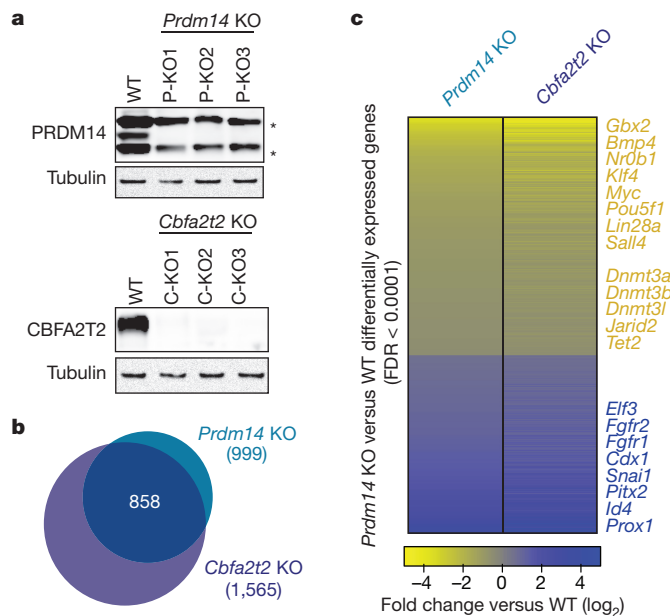 a
Prdm14 KO
WT
P-KO1
P-KO2
P-KO3
PRDM14
*
*
Tubulin
Cbfa2t2 KO
WT
C-KO1
C-KO2
C-KO3
CBFA2T2
Tubulin
b
Prdm14 KO
(999)
858
Cbfa2t2 KO
(1,565)
c
Prdm14 KO
Cbfa2t2 KO
Prdm14 KO versus WT differentially expressed genes
(FDR < 0.0001)
Gbx2
Bmp4
Nr0b1
Klf4
Myc
Pou5f1
Lin28a
Sall4
Dnmt3a
Dnmt3b
Dnmt3l
Jarid2
Tet2
Elf3
Fgfr2
Fgfr1
Cdx1
Snai1
Pitx2
Id4
Prox1
−4 −2 0 2 4
Fold change versus WT (log2)